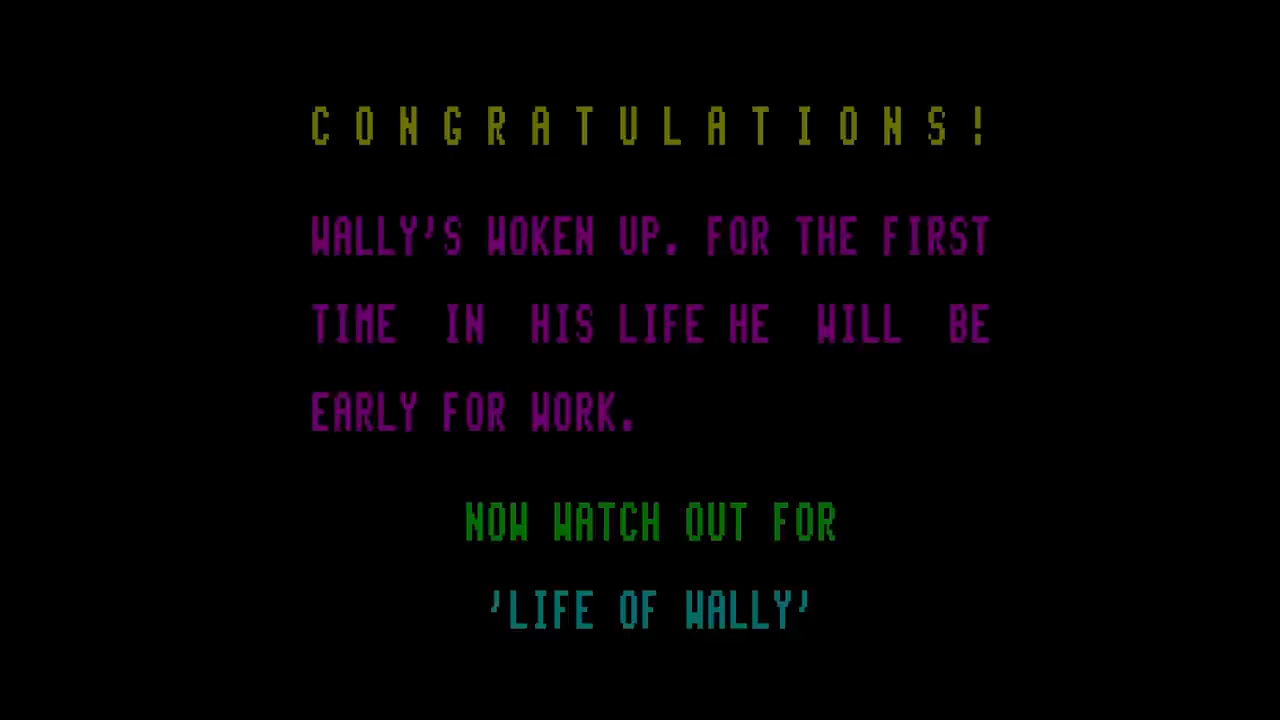 CONGRATULATIONS!
WALLY'S WOKEN UP. FOR THE FIRST
TIME IN HIS LIFE HE WILL BE
EARLY FOR WORK.
NOW WATCH OUT FOR
'LIFE OF WALLY'